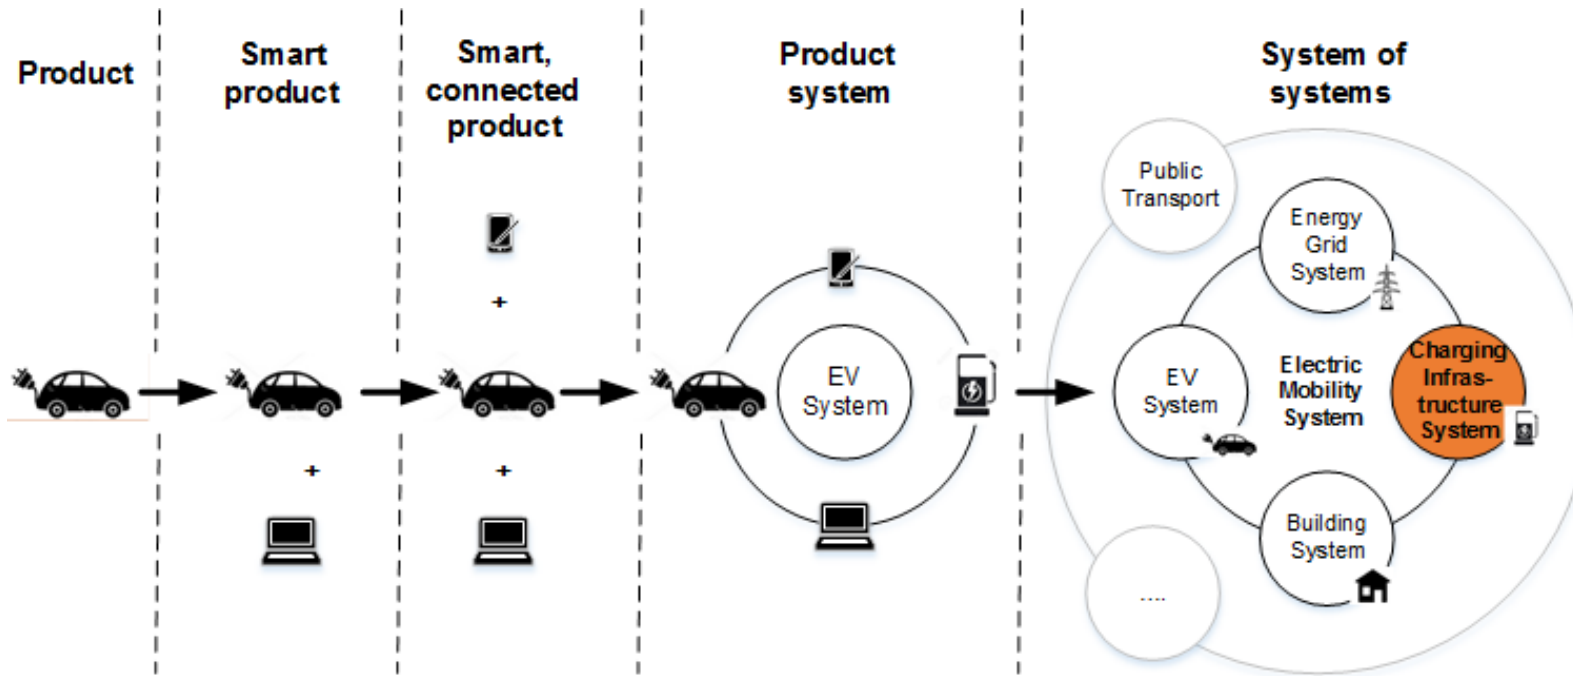 Product
Smart
product
Smart,
connected
product
Product
system
System of
systems
+
+
+
EV
System
Public
Transport
Energy
Grid
System
EV
System
Electric
Mobility
System
Charging
Infras-
tructure
System
Building
System
....